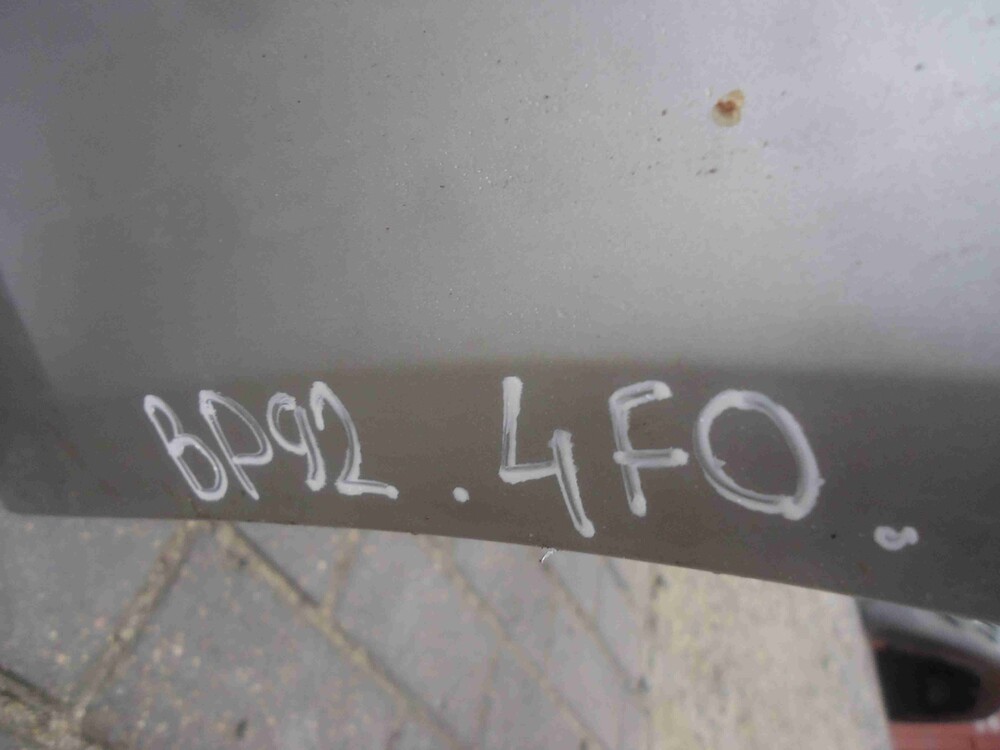 BP92 . 4FO .